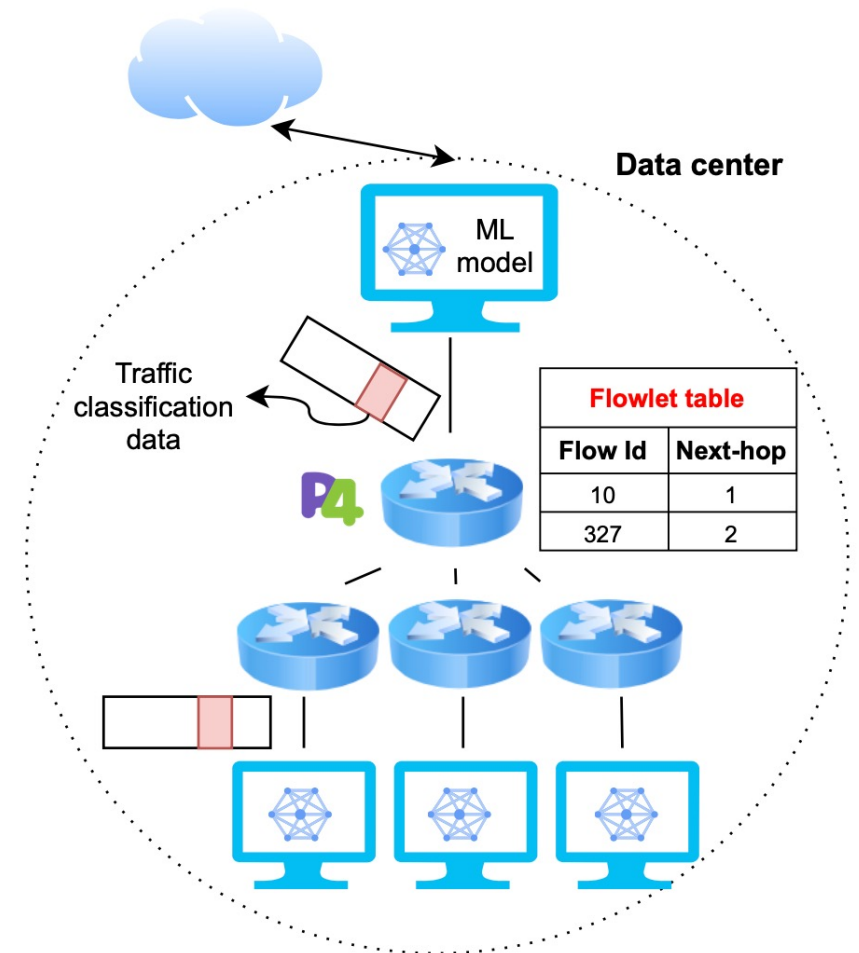 Data center
ML
model
Traffic
classification
data
P4
Flowlet table
Flow Id Next-hop
10 1
327 2